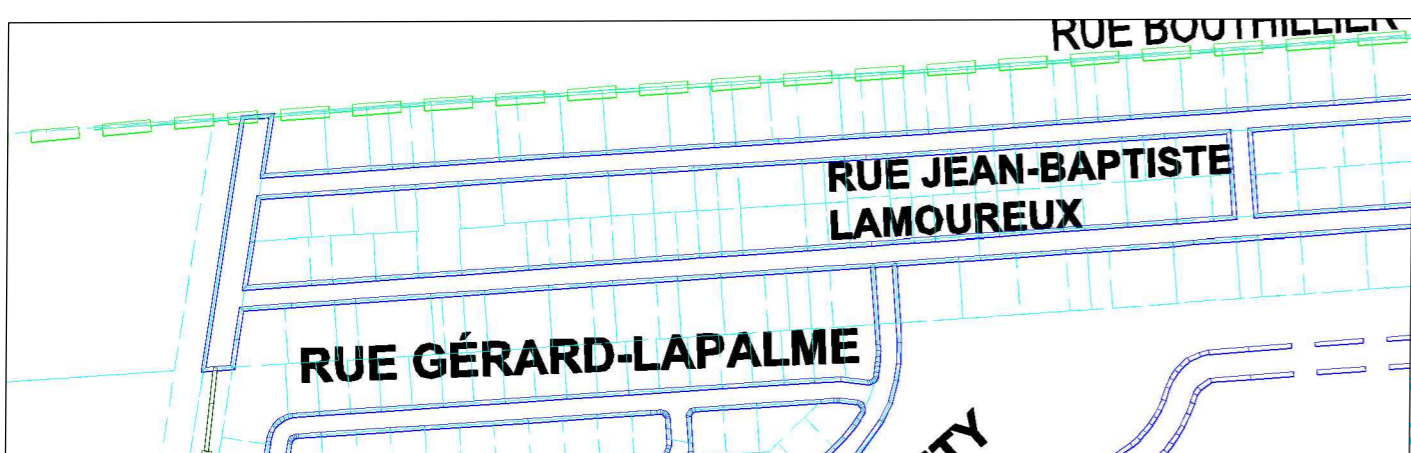 RUE BOUTHILLIER
RUE JEAN-BAPTISTE
LAMOUREUX
RUE GÉRARD-LAPALME